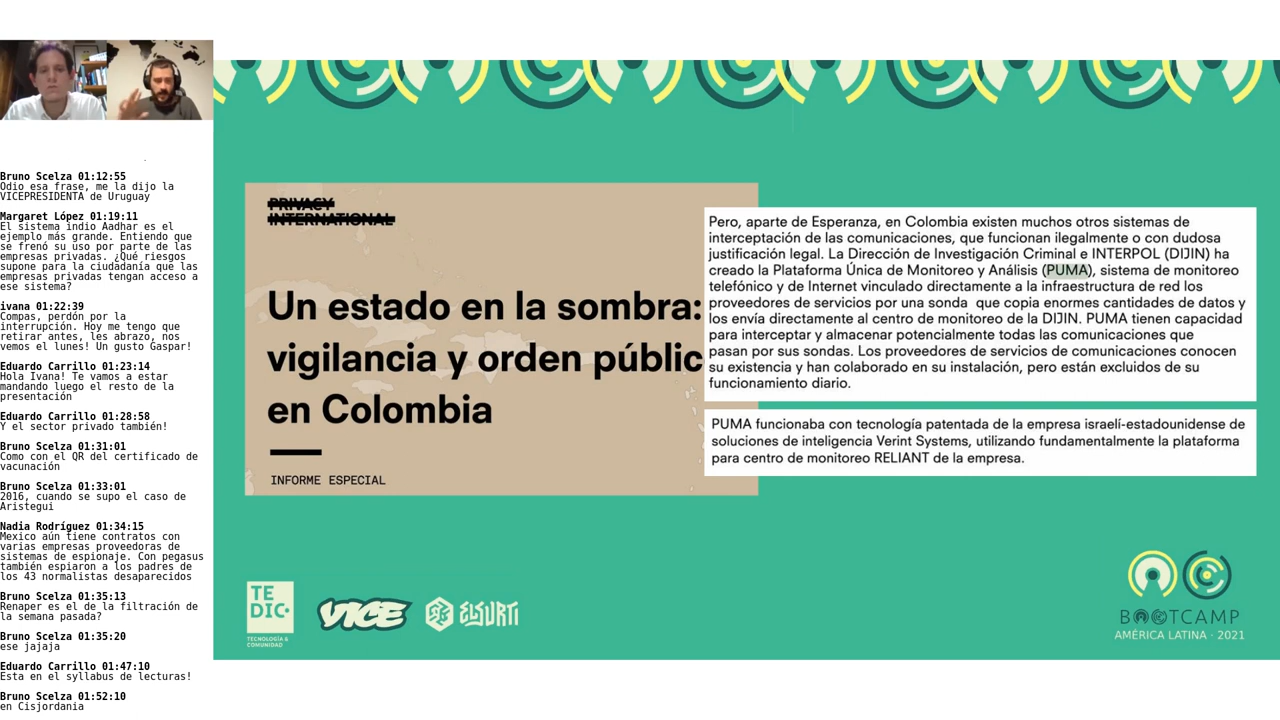 Bruno Scelza 01:12:55
Odio esa frase, me la dijo la
VICEPRESIDENTA de Uruguay
Margaret López 01:19:11
El sistema indio Aadhar es el
ejemplo más grande. Entiendo que
se frenó su uso por parte de las
empresas privadas. ¿Qué riesgos
supone para la ciudadanía que las
empresas privadas tengan acceso a
ese sistema?
ivana 01:22:39
Compas, perdón por la
interrupción. Hoy me tengo que
retirar antes, les abrazo, nos
vemos el lunes! Un gusto Gaspar!
Eduardo Carrillo 01:23:14
Hola Ivana! Te vamos a estar
mandando luego el resto de la
presentación
Eduardo Carrillo 01:28:58
Y el sector privado también!
Bruno Scelza 01:31:01
Como con el QR del certificado de
vacunación
Bruno Scelza 01:33:01
2016, cuando se supo el caso de
Aristegui
Nadia Rodríguez 01:34:15
Mexico aún tiene contratos con
varias empresas proveedoras de
sistemas de espionaje. Con pegasus
también espiaron a los padres de
los 43 normalistas desaparecidos
Bruno Scelza 01:35:13
Renaper es el de la filtración de
la semana pasada?
Bruno Scelza 01:35:20
ese jajaja
Eduardo Carrillo 01:47:10
Esta en el syllabus de lecturas!
Bruno Scelza 01:52:10
en Cisjordania
PRIVACY
INTERNATIONAL
Un estado en la sombra:
vigilancia y orden públic
en Colombia
INFORME ESPECIAL
Pero, aparte de Esperanza, en Colombia existen muchos otros sistemas de
interceptación de las comunicaciones, que funcionan ilegalmente o con dudosa
justificación legal. La Dirección de Investigación Criminal e INTERPOL (DIJIN) ha
creado la Plataforma Única de Monitoreo y Análisis (PUMA), sistema de monitoreo
telefónico y de Internet vinculado directamente a la infraestructura de red los
proveedores de servicios por una sonda que copia enormes cantidades de datos y
los envía directamente al centro de monitoreo de la DIJIN. PUMA tienen capacidad
para interceptar y almacenar potencialmente todas las comunicaciones que
pasan por sus sondas. Los proveedores de servicios de comunicaciones conocen
su existencia y han colaborado en su instalación, pero están excluidos de su
funcionamiento diario.
PUMA funcionaba con tecnología patentada de la empresa israelí-estadounidense de
soluciones de inteligencia Verint Systems, utilizando fundamentalmente la plataforma
para centro de monitoreo RELIANT de la empresa.
TE
DIC
TECNOLOGÍA &
COMUNIDAD
VICE
ELSURTI
BOOTCAMP
AMÉRICA LATINA · 2021